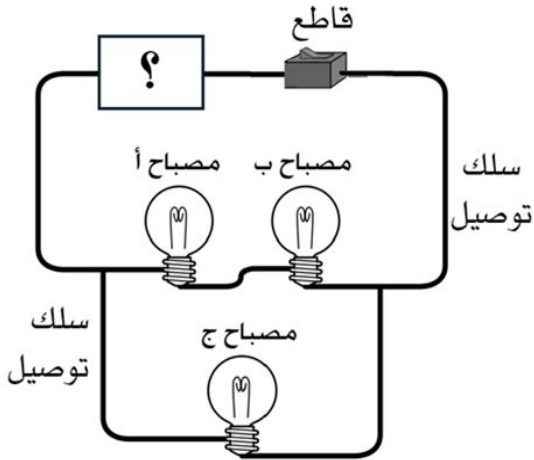 قاطع
؟
مصباح ب
مصباح أ
سلك
توصيل
سلك
توصيل
مصباح ج